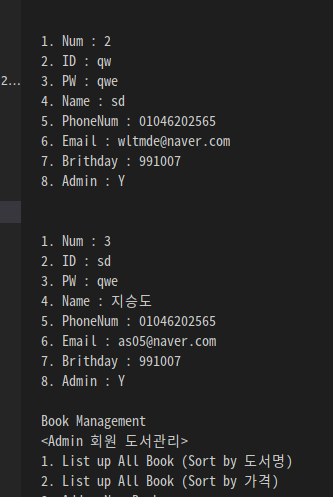 1. Num : 2
2. ID : qw
2...
3. PW : qwe
4. Name : sd
5. PhoneNum : 01046202565
6. Email : wltmde@naver.com
7. Brithday : 991007
8. Admin : Y
1. Num : 3
2. ID : sd
3. PW : qwe
4. Name : 지승도
5. PhoneNum : 01046202565
6. Email : as05@naver.com
7. Brithday : 991007
8. Admin : Y
Book Management
<Admin 회원 도서관리>
1. List up All Book (Sort by 도서명)
2. List up All Book (Sort by 가격)